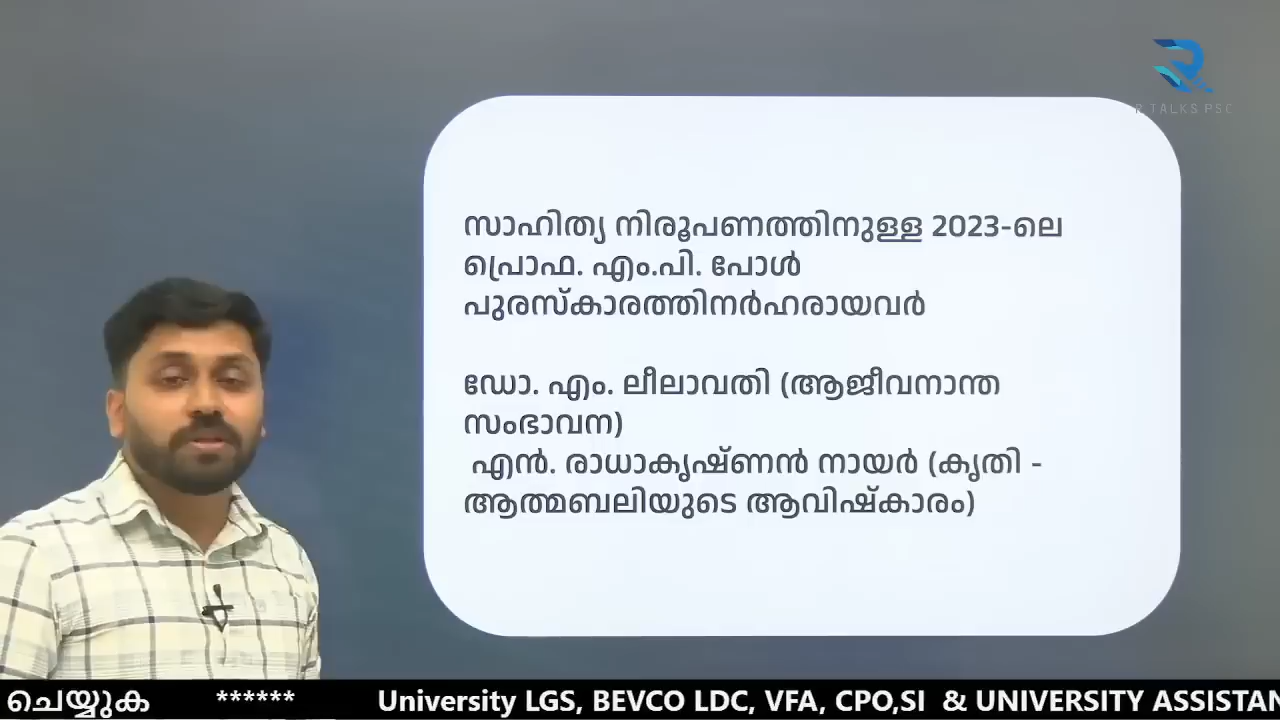 R TALKS PSC
സാഹിത്യ നിരൂപണത്തിനുള്ള 2023-ലെ
പ്രൊഫ. എം.പി. പോൾ
പുരസ്കാരത്തിനർഹരായവർ
ഡോ. എം. ലീലാവതി (ആജീവനാന്ത
സംഭാവന)
എൻ. രാധാകൃഷ്ണൻ നായർ (കൃതി -
ആത്മബലിയുടെ ആവിഷ്കാരം)
ചെയ്യുക ****** University LGS, BEVCO LDC, VFA, CPO,SI & UNIVERSITY ASSISTAN